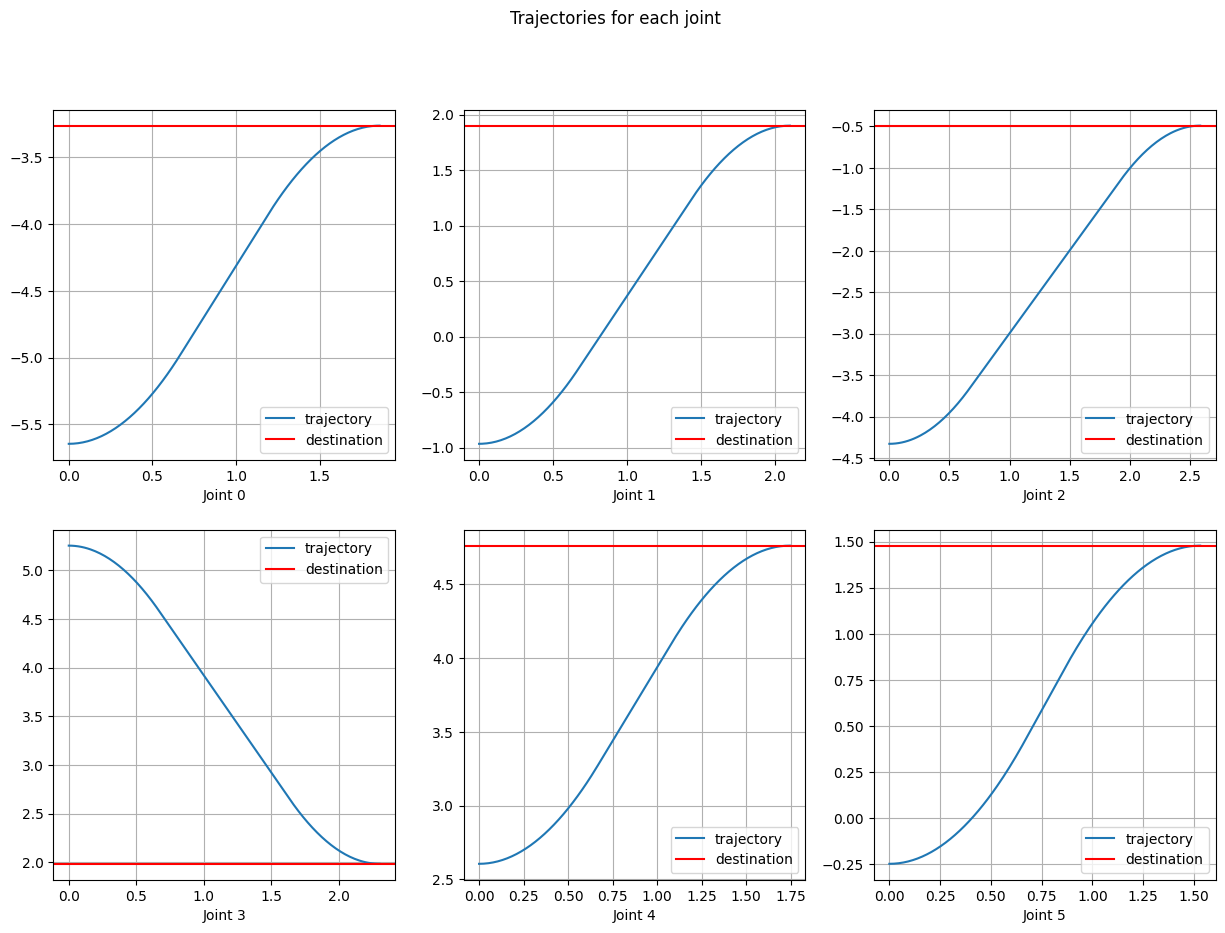 Trajectories for each joint
−3.5
−4.0
−4.5
−5.0
−5.5
0.0 0.5 1.0 1.5
trajectory
destination
Joint 0
2.0
1.5
1.0
0.5
0.0
−0.5
−1.0
0.0 0.5 1.0 1.5 2.0
trajectory
destination
Joint 1
−0.5
−1.0
−1.5
−2.0
−2.5
−3.0
−3.5
−4.0
−4.5
0.0 0.5 1.0 1.5 2.0 2.5
trajectory
destination
Joint 2
5.0
4.5
4.0
3.5
3.0
2.5
2.0
0.0 0.5 1.0 1.5 2.0
trajectory
destination
Joint 3
4.5
4.0
3.5
3.0
2.5
0.00 0.25 0.50 0.75 1.00 1.25 1.50 1.75
trajectory
destination
Joint 4
1.50
1.25
1.00
0.75
0.50
0.25
0.00
−0.25
0.00 0.25 0.50 0.75 1.00 1.25 1.50
trajectory
destination
Joint 5